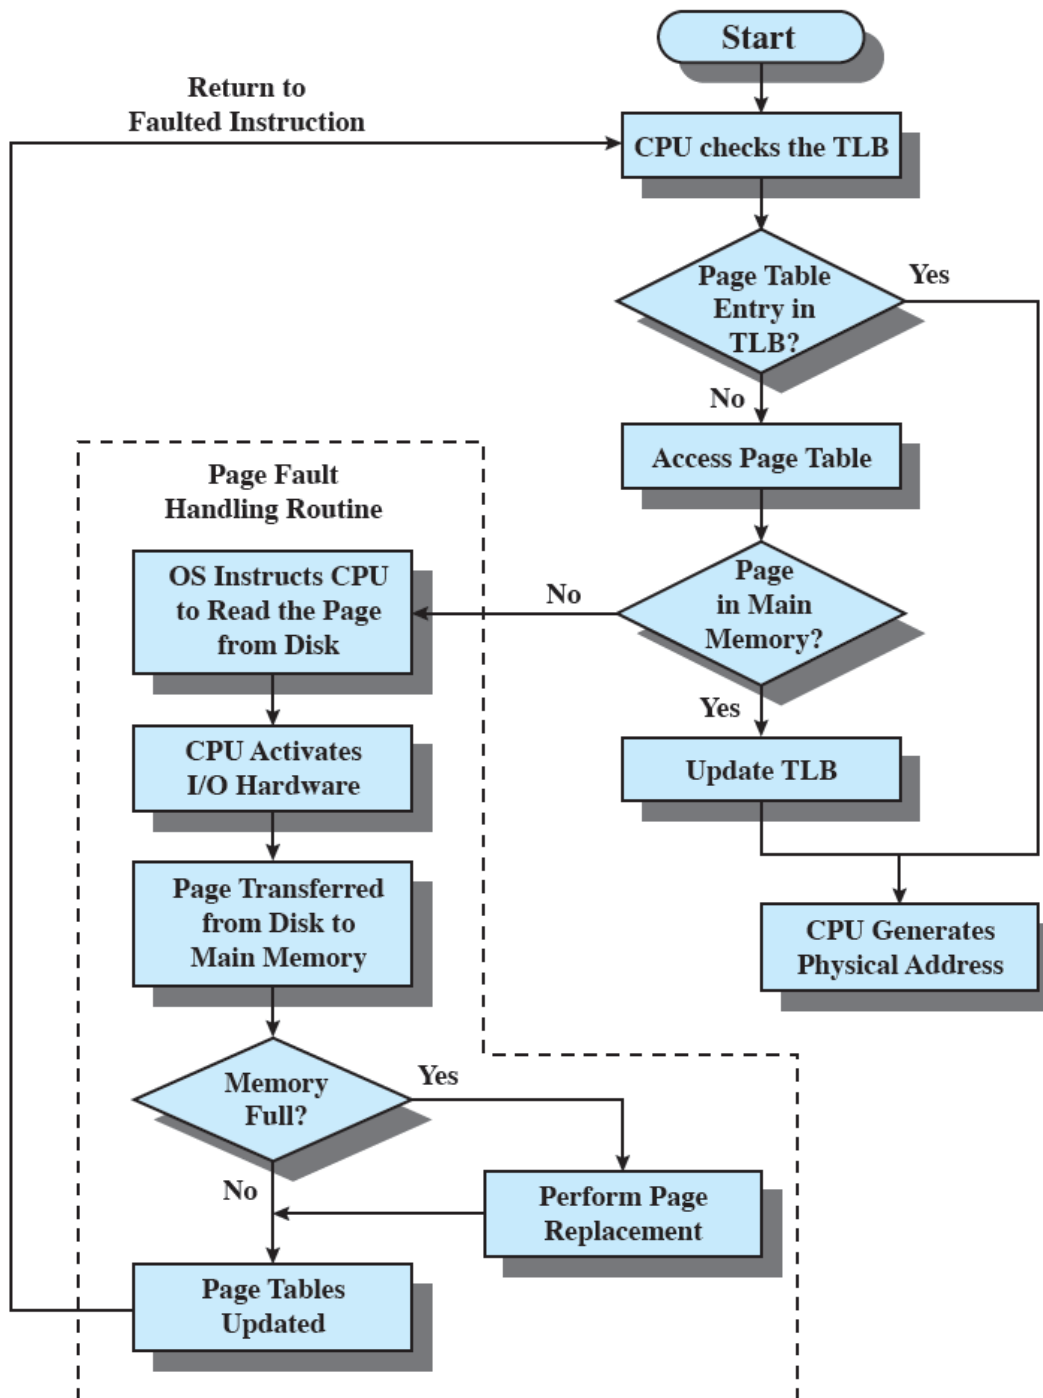 Start
Return to
Faulted Instruction
CPU checks the TLB
Page Table
Entry in
TLB?
Yes
No
Access Page Table
Page Fault
Handling Routine
OS Instructs CPU
to Read the Page
from Disk
No
Page
in Main
Memory?
Yes
CPU Activates
I/O Hardware
Update TLB
Page Transferred
from Disk to
Main Memory
CPU Generates
Physical Address
Memory
Full?
Yes
No
Perform Page
Replacement
Page Tables
Updated